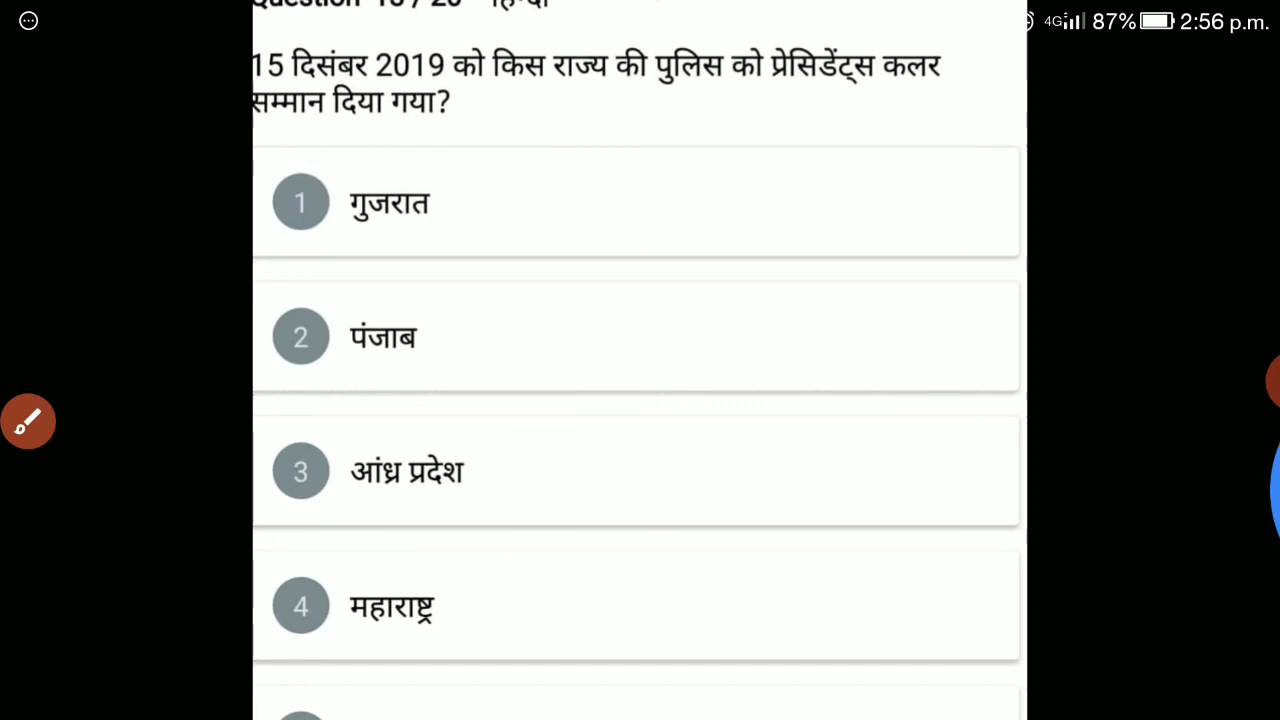 87% 2:56 p.m.
4G
15 दिसंबर 2019 को किस राज्य की पुलिस को प्रेसिडेंट्स कलर
सम्मान दिया गया?
1 गुजरात
2 पंजाब
3 आंध्र प्रदेश
4 महाराष्ट्र